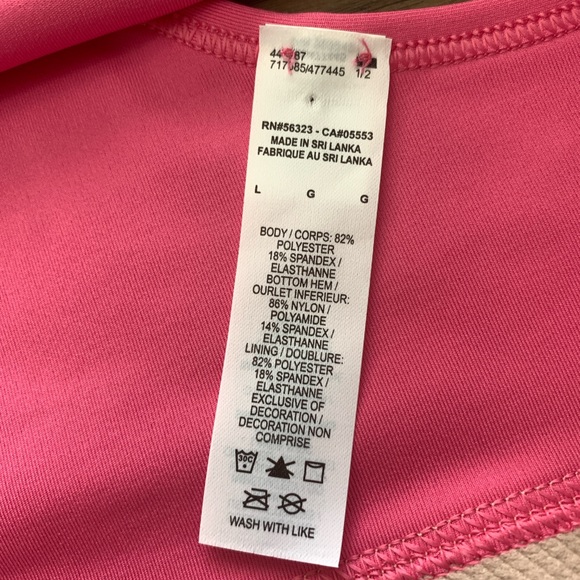 717085/477445 1/2
RN#56323 - CA#05553
MADE IN SRI LANKA
FABRIQUE AU SRI LANKA
L G G
BODY / CORPS: 82%
POLYESTER
18% SPANDEX /
ELASTHANNE
BOTTOM HEM /
OURLET INFERIEUR:
86% NYLON /
POLYAMIDE
14% SPANDEX /
ELASTHANNE
LINING / DOUBLURE:
82% POLYESTER
18% SPANDEX /
ELASTHANNE
EXCLUSIVE OF
DECORATION /
DECORATION NON
COMPRISE
30C
WASH WITH LIKE